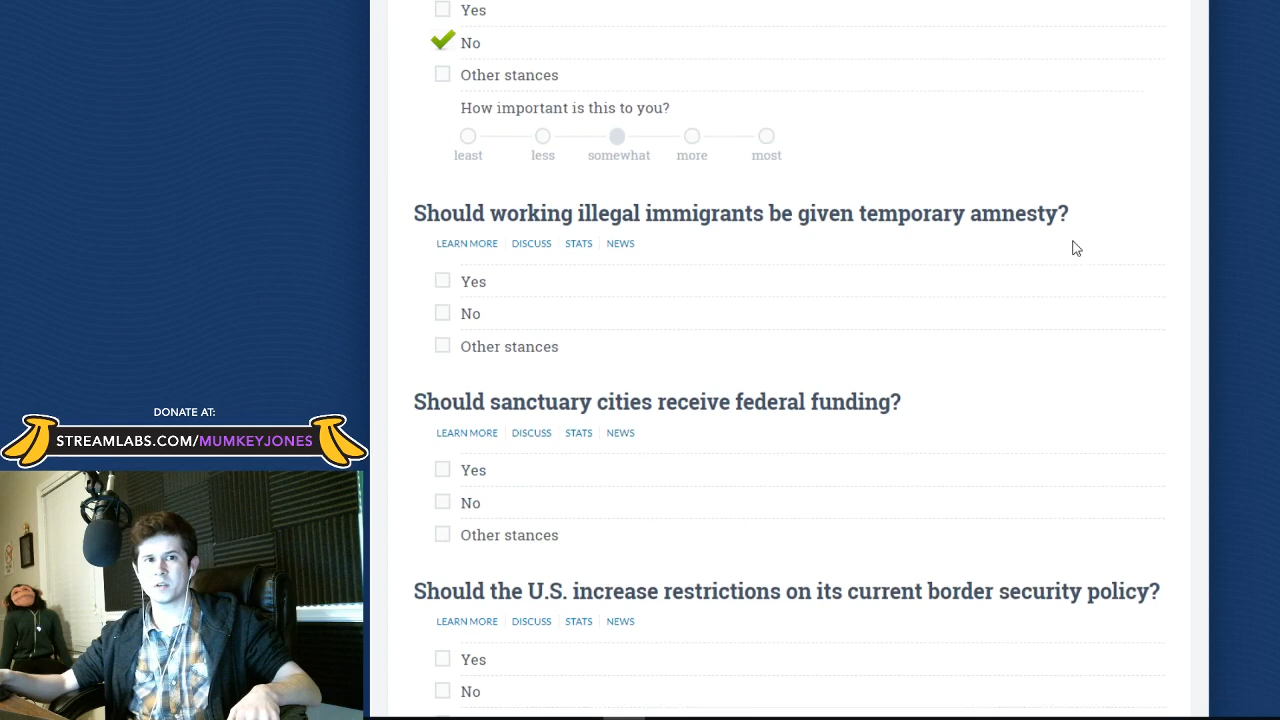 Yes
No
Other stances
How important is this to you?
least less somewhat more most
Should working illegal immigrants be given temporary amnesty?
LEARN MORE DISCUSS STATS NEWS
Yes
No
Other stances
Should sanctuary cities receive federal funding?
LEARN MORE DISCUSS STATS NEWS
Yes
No
Other stances
Should the U.S. increase restrictions on its current border security policy?
LEARN MORE DISCUSS STATS NEWS
Yes
No
DONATE AT:
STREAMLABS.COM/MUMKEYJONES